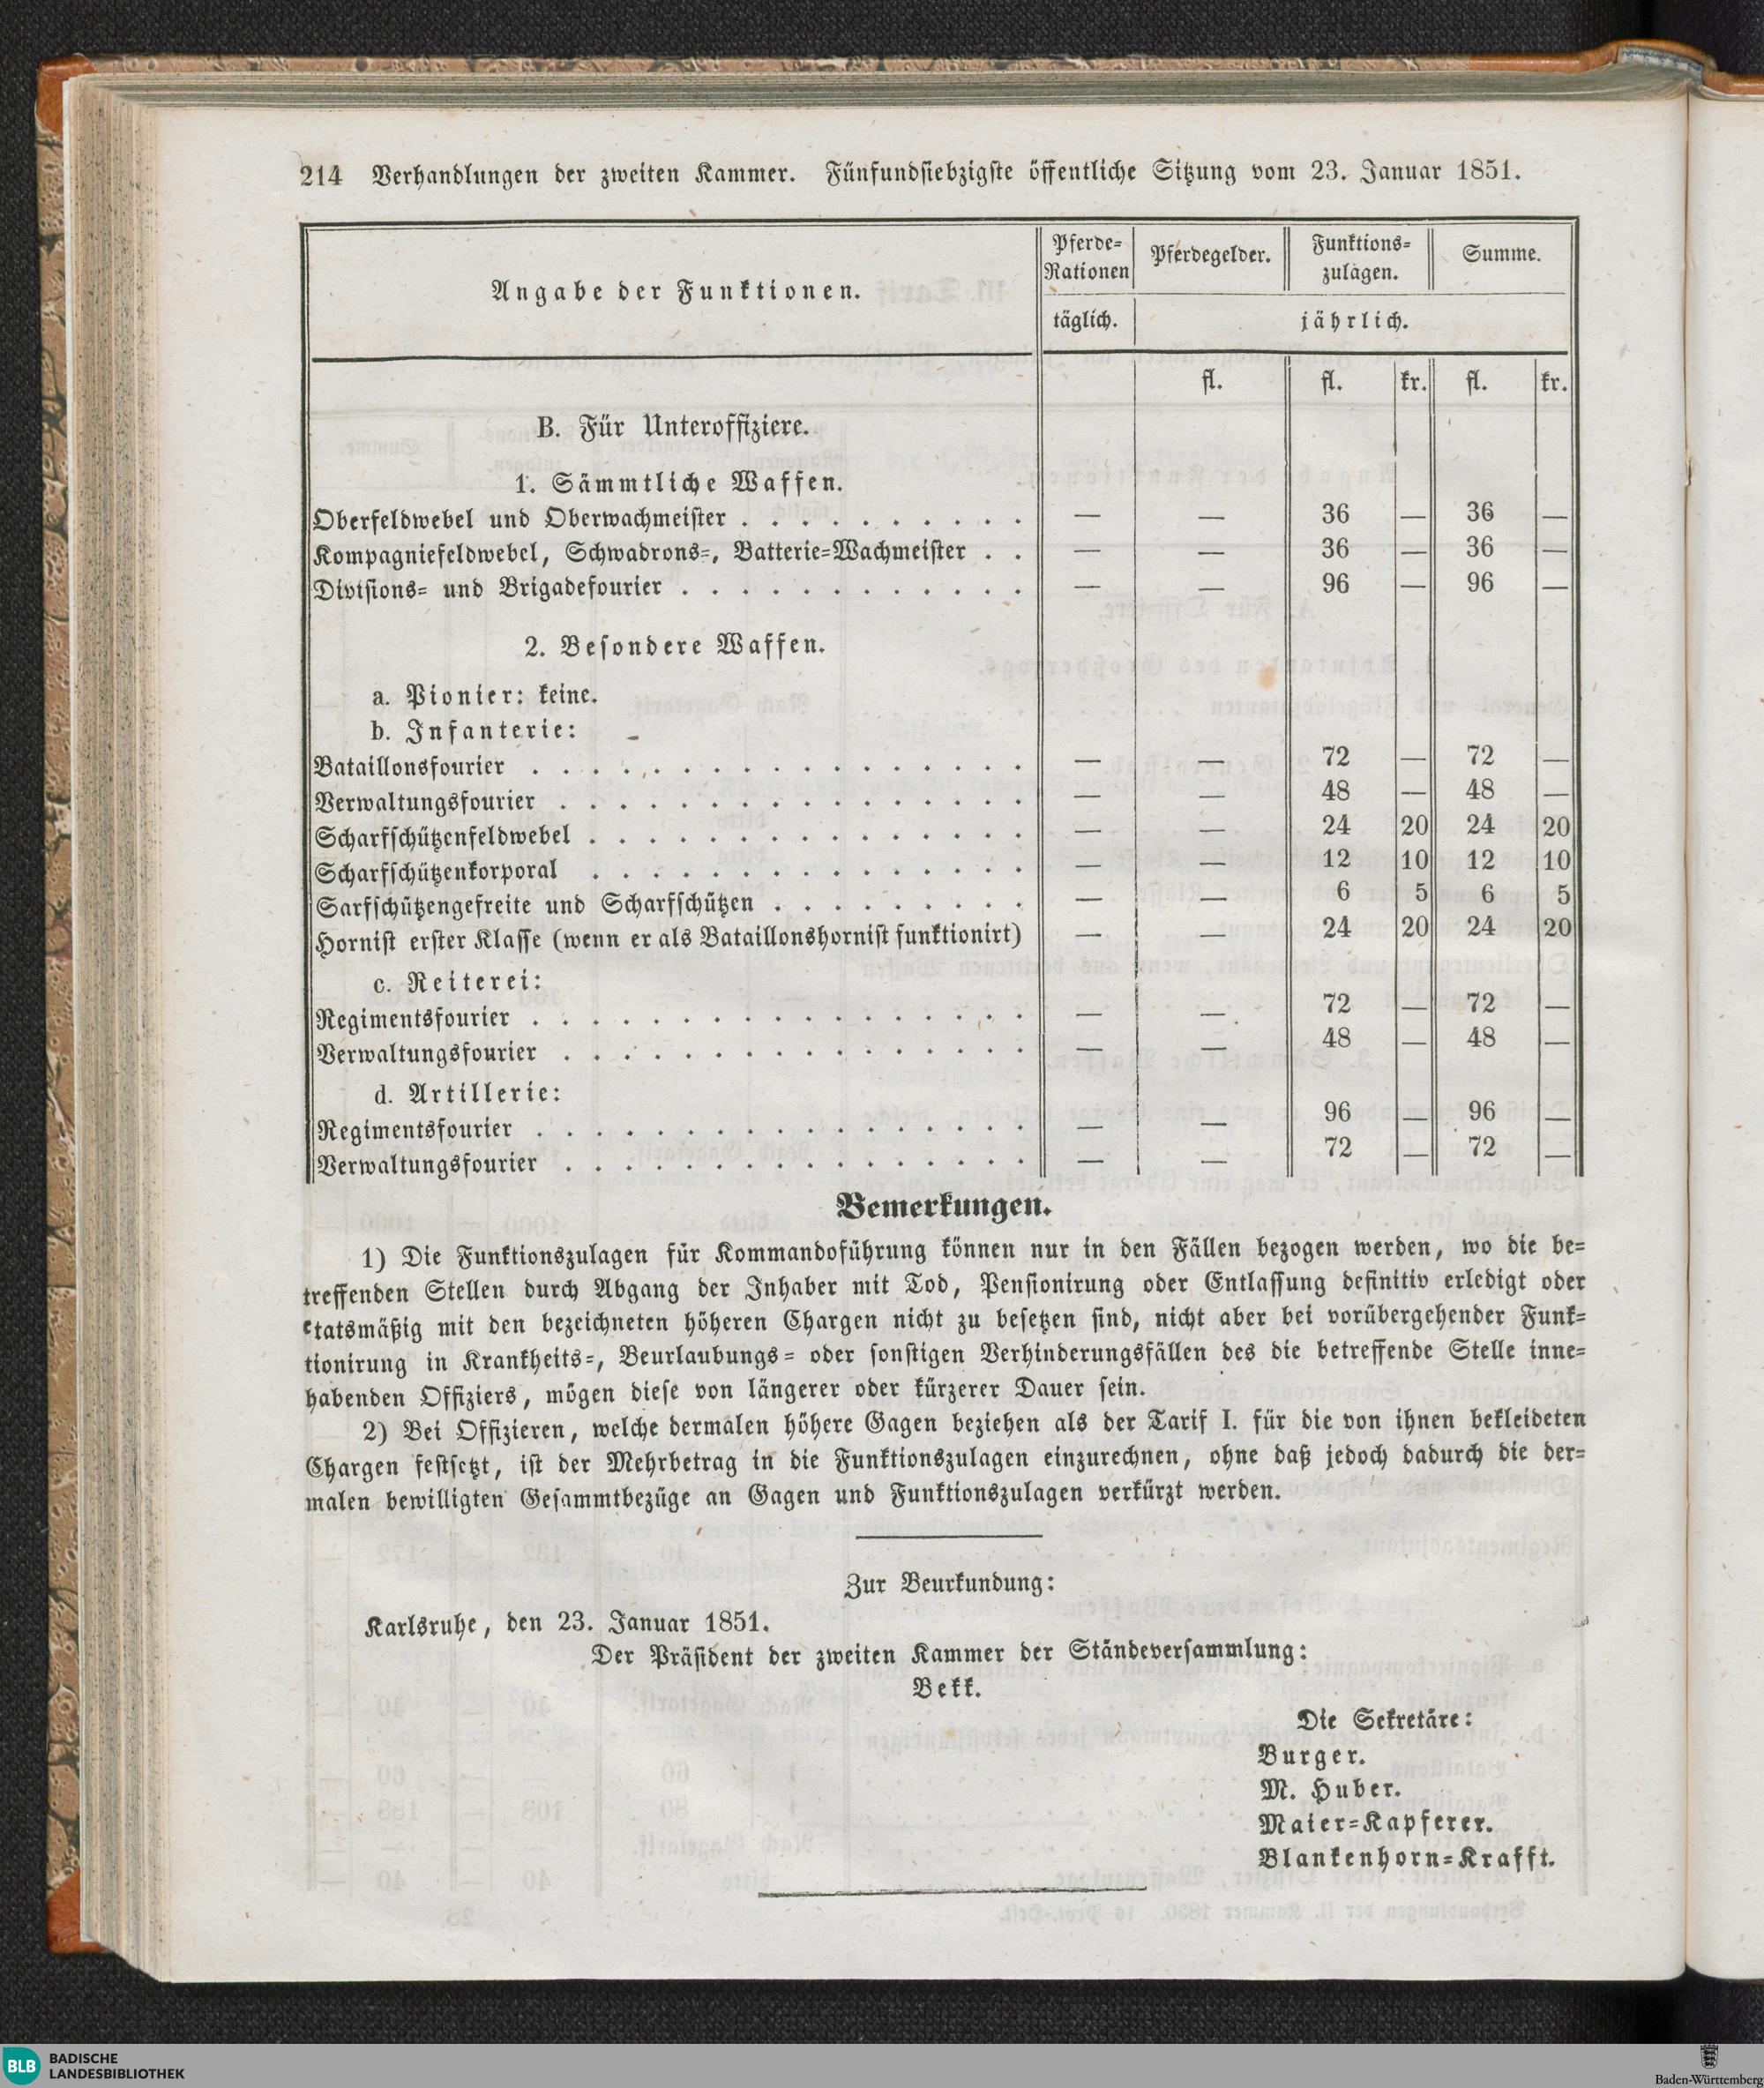 214 Verhandlungen der zweiten Kammer. Fünfundsiebzigste öffentliche Sitzung vom 23. Januar 1851.
Angabe der Funktionen. Pferde= Rationen Pferdegelder. Funktions= zulagen. Summe.
täglich. jährlich.
fl. fl. kr. fl. kr.
B. Für Unteroffiziere.
1. Sämmtliche Waffen.
Oberfeldwebel und Oberwachmeister . . . . . . . . . . — — 36 — 36 —
Kompagniefeldwebel, Schwadrons=, Batterie=Wachmeister . . — — 36 — 36 —
Divisions= und Brigadefourier . . . . . . . . . . . . — — 96 — 96 —
2. Besondere Waffen.
a. Pionier: keine.
b. Infanterie:
Bataillonsfourier . . . . . . . . . . . . . . . . . — — 72 — 72 —
Verwaltungsfourier . . . . . . . . . . . . . . . . — — 48 — 48 —
Scharfschützenfeldwebel . . . . . . . . . . . . . . . — — 24 20 24 20
Scharfschützenkorporal . . . . . . . . . . . . . . . — — 12 10 12 10
Sarfschützengefreite und Scharfschützen . . . . . . . . . — — 6 5 6 5
Hornist erster Klasse (wenn er als Bataillonshornist funktionirt) — — 24 20 24 20
c. Reiterei:
Regimentsfourier . . . . . . . . . . . . . . . . . — — 72 — 72 —
Verwaltungsfourier . . . . . . . . . . . . . . . . — — 48 — 48 —
d. Artillerie:
Regimentsfourier . . . . . . . . . . . . . . . . . — — 96 — 96 —
Verwaltungsfourier . . . . . . . . . . . . . . . . — — 72 — 72 —
Bemerkungen.
1) Die Funktionszulagen für Kommandoführung können nur in den Fällen bezogen werden, wo die be=
treffenden Stellen durch Abgang der Inhaber mit Tod, Pensionirung oder Entlassung definitiv erledigt oder
etatsmäßig mit den bezeichneten höheren Chargen nicht zu besetzen sind, nicht aber bei vorübergehender Funk=
tionirung in Krankheits=, Beurlaubungs= oder sonstigen Verhinderungsfällen des die betreffende Stelle inne=
habenden Offiziers, mögen diese von längerer oder kürzerer Dauer sein.
2) Bei Offizieren, welche dermalen höhere Gagen beziehen als der Tarif I. für die von ihnen bekleideten
Chargen festsetzt, ist der Mehrbetrag in die Funktionszulagen einzurechnen, ohne daß jedoch dadurch die der=
malen bewilligten Gesammtbezüge an Gagen und Funktionszulagen verkürzt werden.
Zur Beurkundung:
Karlsruhe, den 23. Januar 1851.
Der Präsident der zweiten Kammer der Ständeversammlung:
Bekk.
Die Sekretäre:
Burger.
M. Huber.
Maier=Kapferer.
Blankenhorn=Krafft.
BLB BADISCHE
LANDESBIBLIOTHEK
Baden-Württemberg